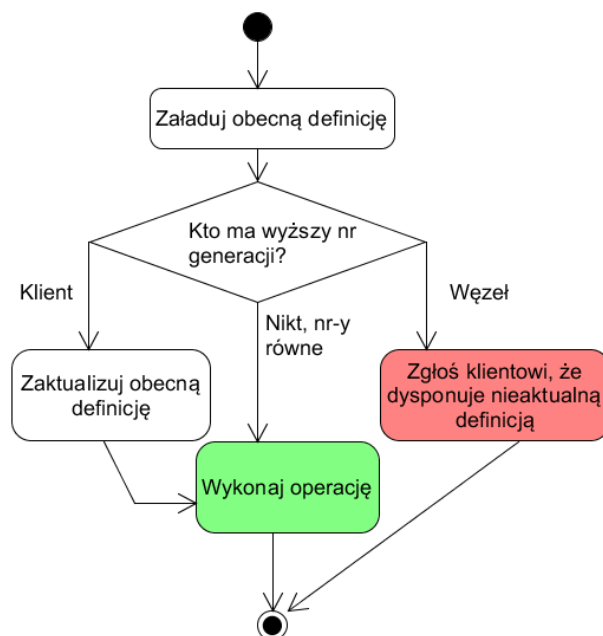 Załaduj obecną definicję
Kto ma wyższy nr
generacji?
Klient
Węzeł
Nikt, nr-y
równe
Zaktualizuj obecną
definicję
Zgłoś klientowi, że
dysponuje nieaktualną
definicją
Wykonaj operację